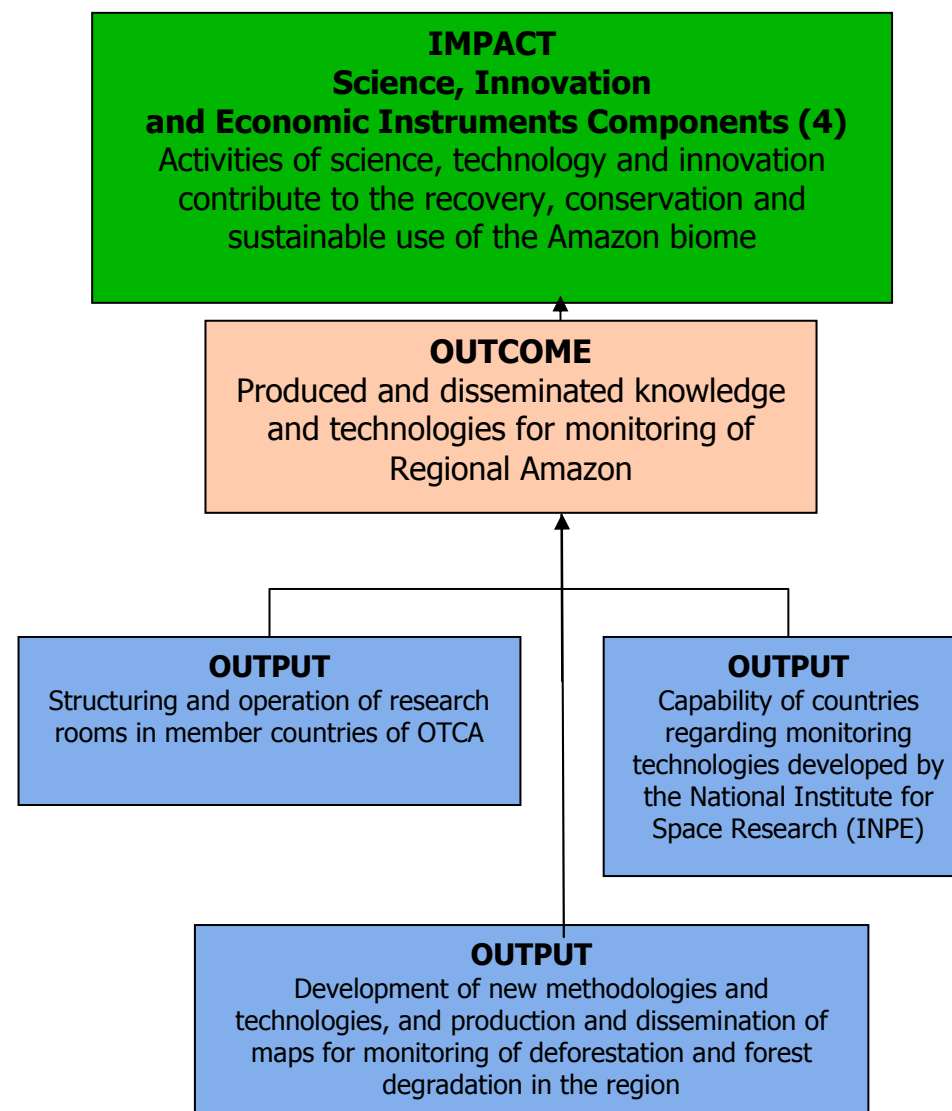 IMPACT
Science, Innovation
and Economic Instruments Components (4)
Activities of science, technology and innovation
contribute to the recovery, conservation and
sustainable use of the Amazon biome
OUTCOME
Produced and disseminated knowledge
and technologies for monitoring of
Regional Amazon
OUTPUT
Structuring and operation of research
rooms in member countries of OTCA
OUTPUT
Capability of countries
regarding monitoring
technologies developed by
the National Institute for
Space Research (INPE)
OUTPUT
Development of new methodologies and
technologies, and production and dissemination of
maps for monitoring of deforestation and forest
degradation in the region